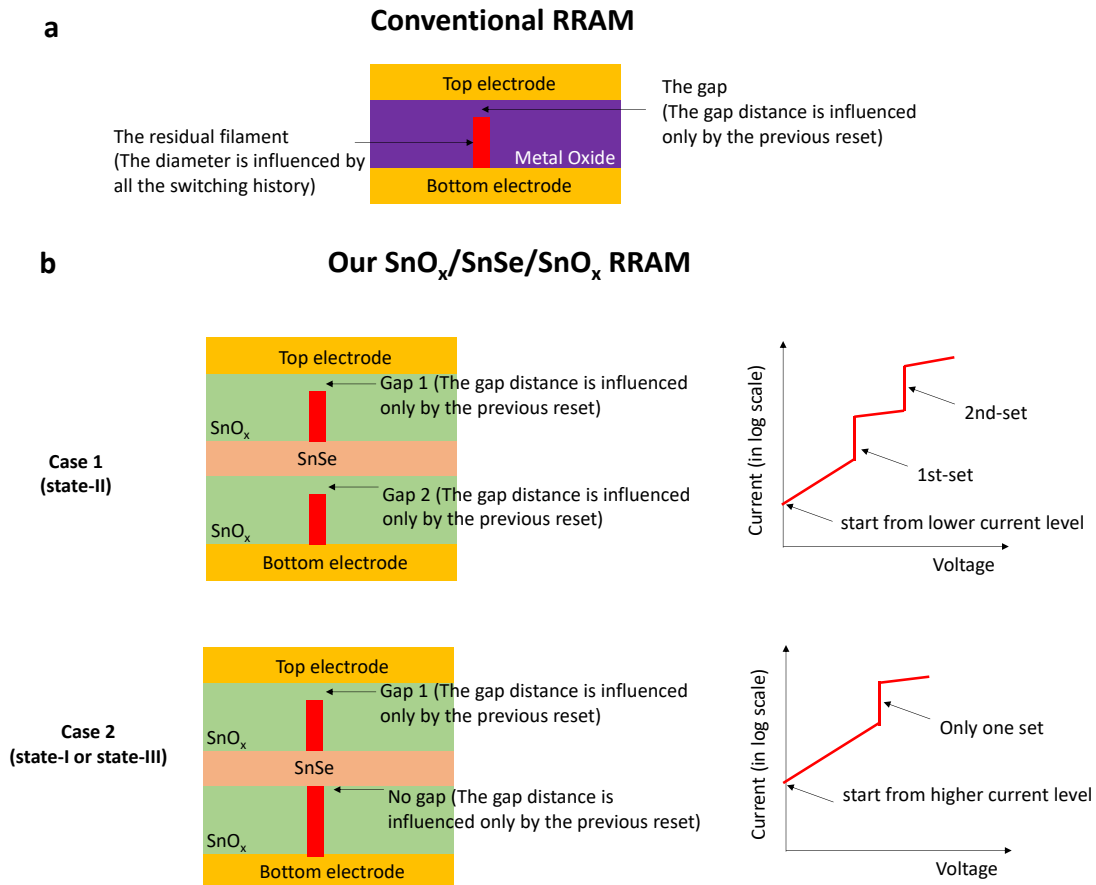 a
Conventional RRAM
Top electrode
The gap
(The gap distance is influenced
only by the previous reset)
The residual filament
(The diameter is influenced by
all the switching history)
Metal Oxide
Bottom electrode
b
Our SnOₓ/SnSe/SnOₓ RRAM
Case 1
(state-II)
Top electrode
Gap 1 (The gap distance is influenced
only by the previous reset)
SnOₓ
SnSe
Gap 2 (The gap distance is influenced
only by the previous reset)
SnOₓ
Bottom electrode
Current (in log scale)
2nd-set
1st-set
start from lower current level
Voltage
Case 2
(state-I or state-III)
Top electrode
Gap 1 (The gap distance is influenced
only by the previous reset)
SnOₓ
SnSe
No gap (The gap distance is
influenced only by the previous reset)
SnOₓ
Bottom electrode
Current (in log scale)
Only one set
start from higher current level
Voltage